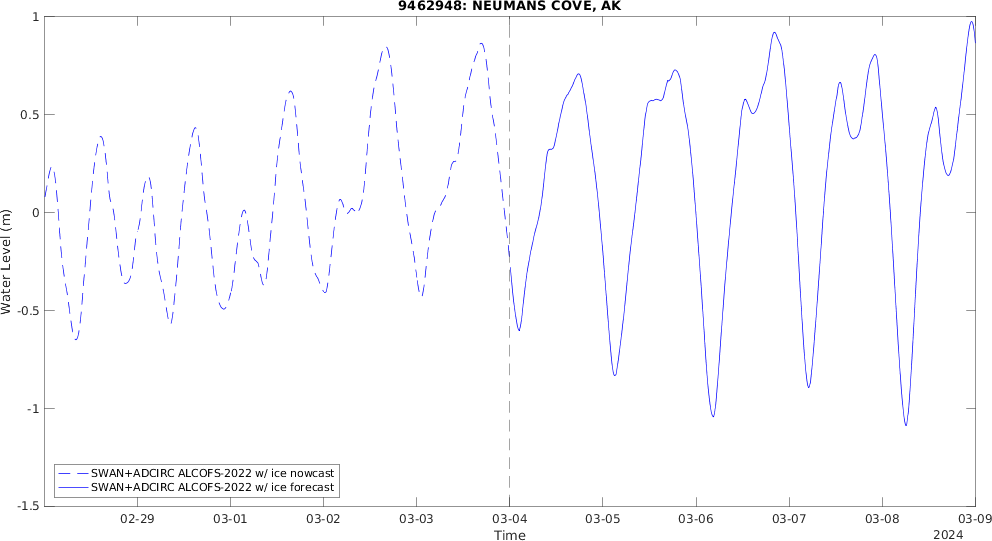 9462948: NEUMANS COVE, AK
Water Level (m)
1
0.5
0
-0.5
-1
-1.5
SWAN+ADCIRC ALCOFS-2022 w/ ice nowcast
SWAN+ADCIRC ALCOFS-2022 w/ ice forecast
02-29 03-01 03-02 03-03 03-04 03-05 03-06 03-07 03-08 03-09
Time
2024